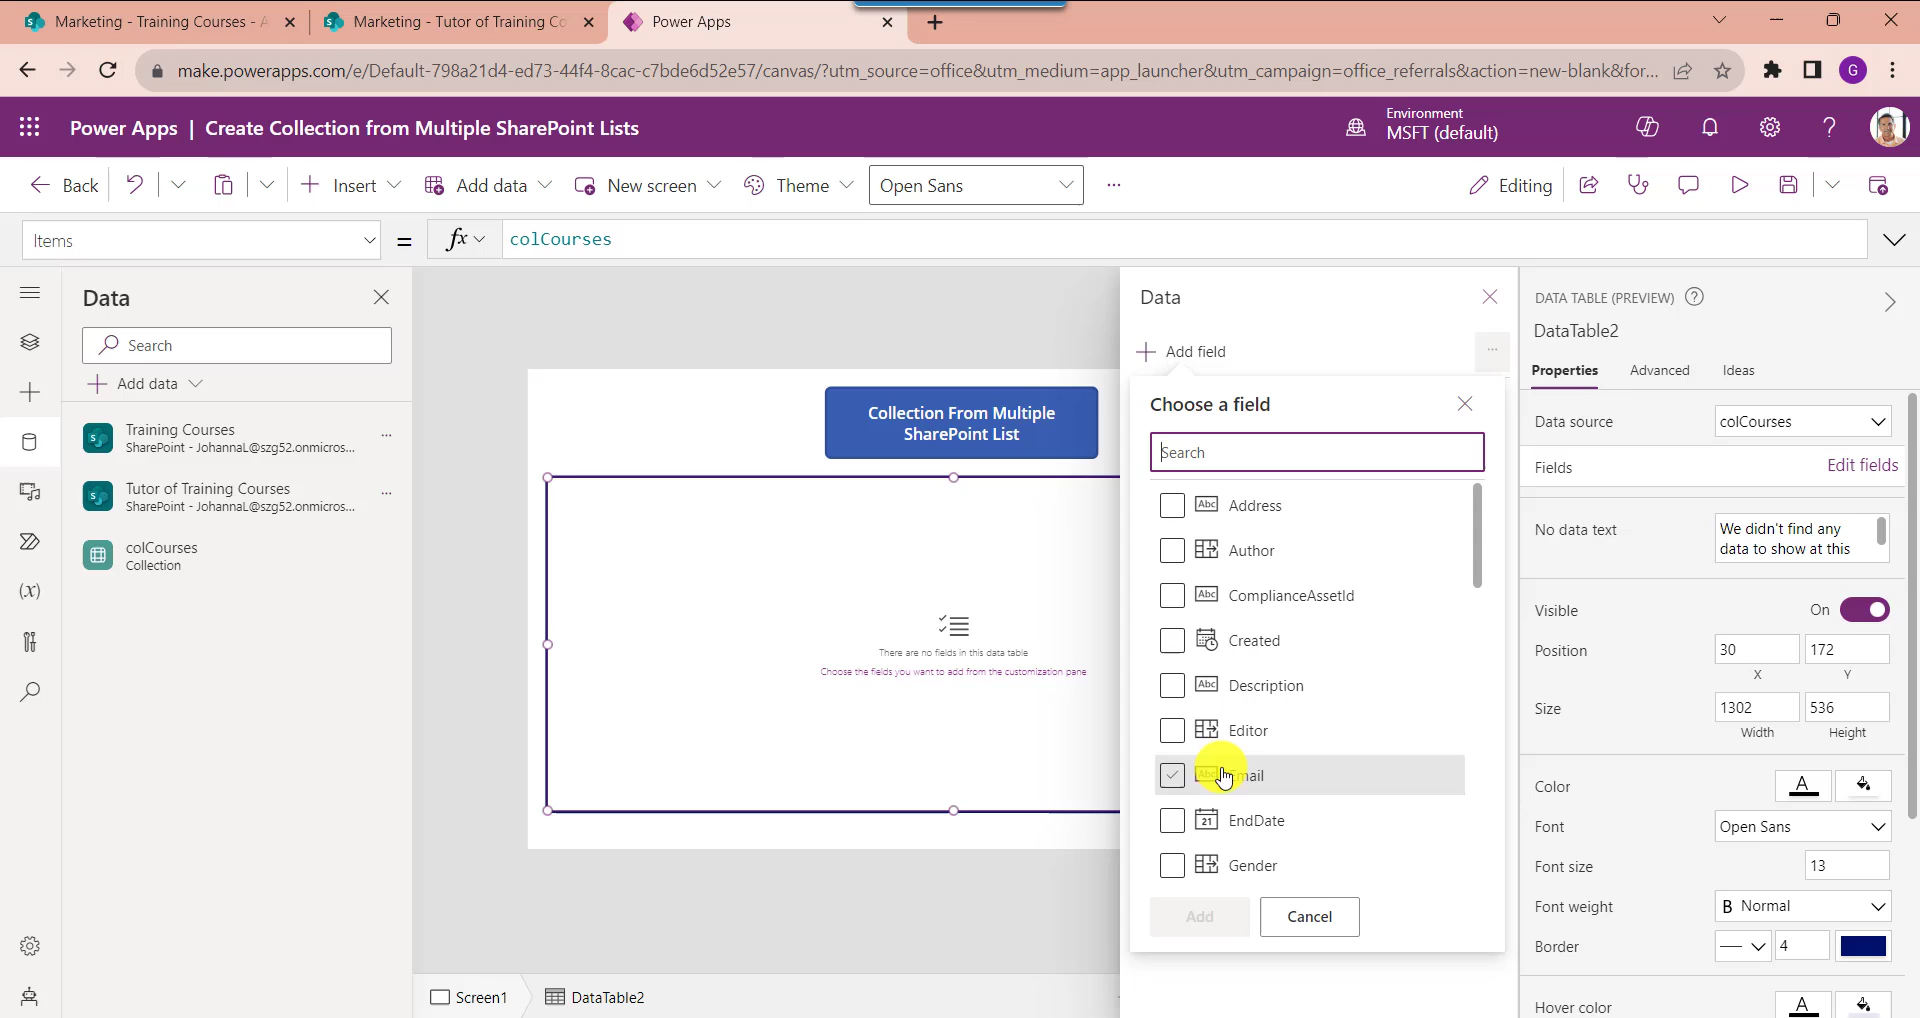 Marketing - Training Courses - A
Marketing - Tutor of Training Co
Power Apps
make.powerapps.com/e/Default-798a21d4-ed73-44f4-8cac-c7bde6d52e57/canvas/?utm_source=office&utm_medium=app_launcher&utm_campaign=office_referrals&action=new-blank&for...
G
Power Apps | Create Collection from Multiple SharePoint Lists
Environment
MSFT (default)
Back
Insert
Add data
New screen
Theme
Open Sans
...
Editing
Items
=
fx
colCourses
Data
Search
Add data
Training Courses
SharePoint - JohannaL@szg52.onmicros...
Tutor of Training Courses
SharePoint - JohannaL@szg52.onmicros...
colCourses
Collection
(x)
Collection From Multiple
SharePoint List
There are no fields in this data table
Choose the fields you want to add from the customization pane
Screen1
DataTable2
Data
Add field
...
Choose a field
Search
Abc Address
Author
Abc ComplianceAssetId
Created
Abc Description
Editor
Abc Email
21 EndDate
Gender
Add
Cancel
DATA TABLE (PREVIEW)
DataTable2
Properties
Advanced
Ideas
Data source
colCourses
Fields
Edit fields
No data text
We didn't find any
data to show at this
Visible
On
Position
30
172
X
Y
Size
1302
536
Width
Height
Color
A
Font
Open Sans
Font size
13
Font weight
B Normal
Border
4
Hover color
A